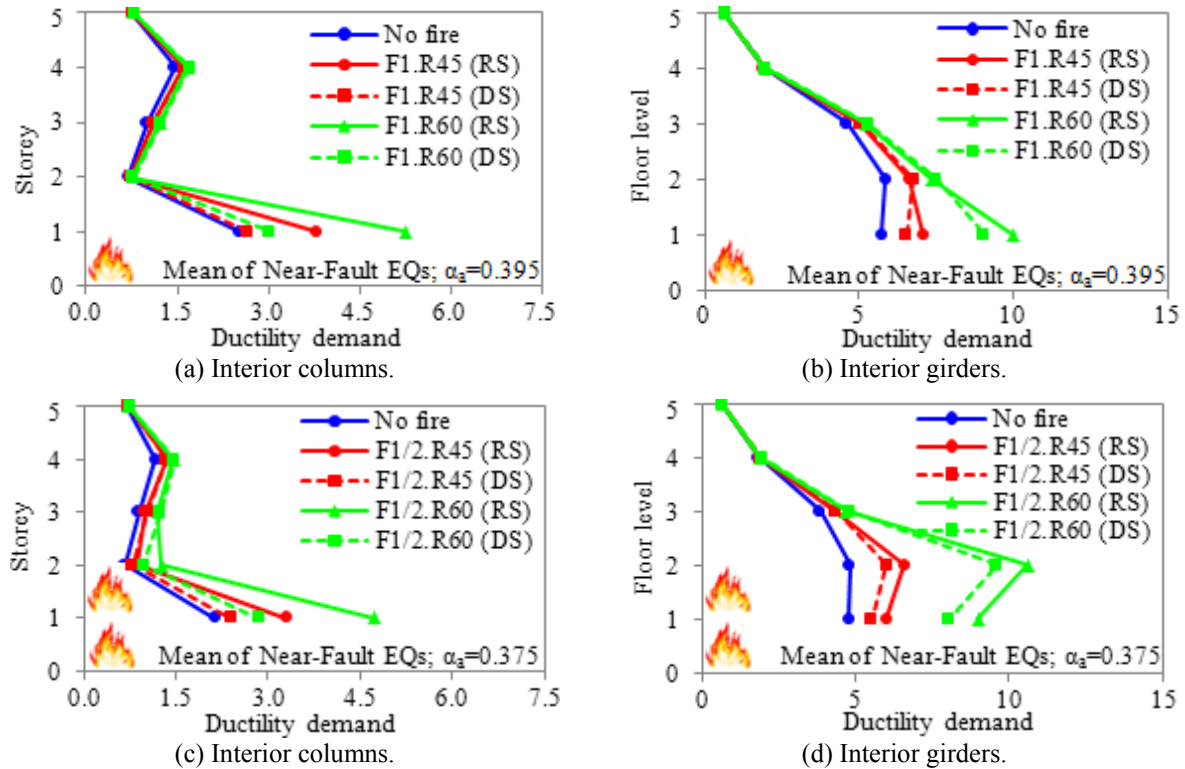 5
4
3
2
1
0
Storey
No fire
F1.R45 (RS)
F1.R45 (DS)
F1.R60 (RS)
F1.R60 (DS)
Mean of Near-Fault EQs; αa=0.395
0.0 1.5 3.0 4.5 6.0 7.5
Ductility demand
(a) Interior columns.
5
4
3
2
1
0
Floor level
No fire
F1.R45 (RS)
F1.R45 (DS)
F1.R60 (RS)
F1.R60 (DS)
Mean of Near-Fault EQs; αa=0.395
0 5 10 15
Ductility demand
(b) Interior girders.
5
4
3
2
1
0
Storey
No fire
F1/2.R45 (RS)
F1/2.R45 (DS)
F1/2.R60 (RS)
F1/2.R60 (DS)
Mean of Near-Fault EQs; αa=0.375
0.0 1.5 3.0 4.5 6.0 7.5
Ductility demand
(c) Interior columns.
5
4
3
2
1
0
Floor level
No fire
F1/2.R45 (RS)
F1/2.R45 (DS)
F1/2.R60 (RS)
F1/2.R60 (DS)
Mean of Near-Fault EQs; αa=0.375
0 5 10 15
Ductility demand
(d) Interior girders.